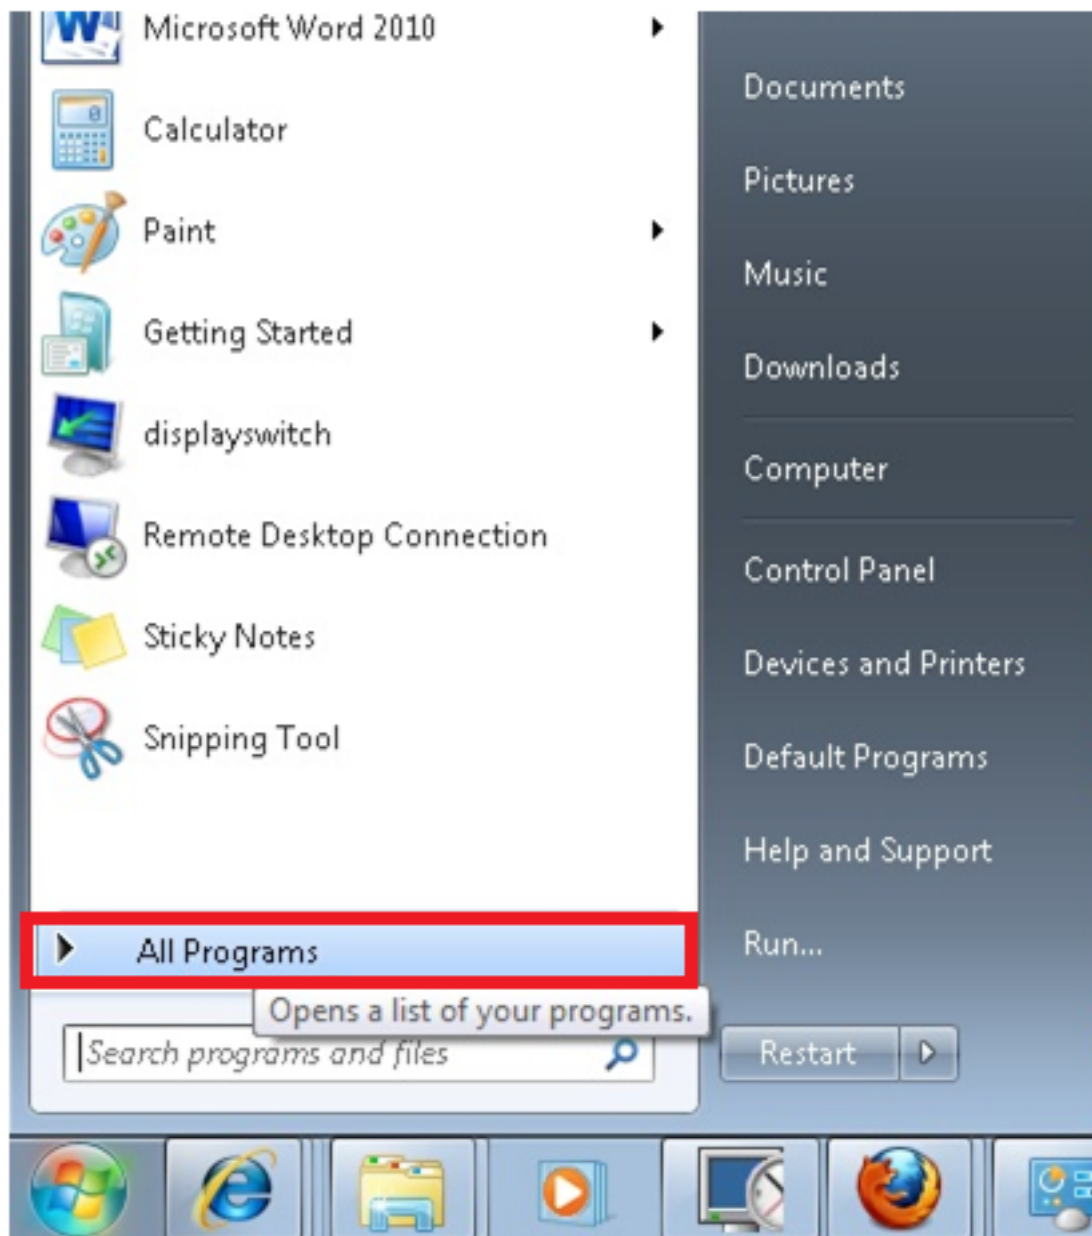 Microsoft Word 2010
Calculator
Paint
Getting Started
displayswitch
Remote Desktop Connection
Sticky Notes
Snipping Tool
All Programs
Opens a list of your programs.
Search programs and files
Documents
Pictures
Music
Downloads
Computer
Control Panel
Devices and Printers
Default Programs
Help and Support
Run...
Restart